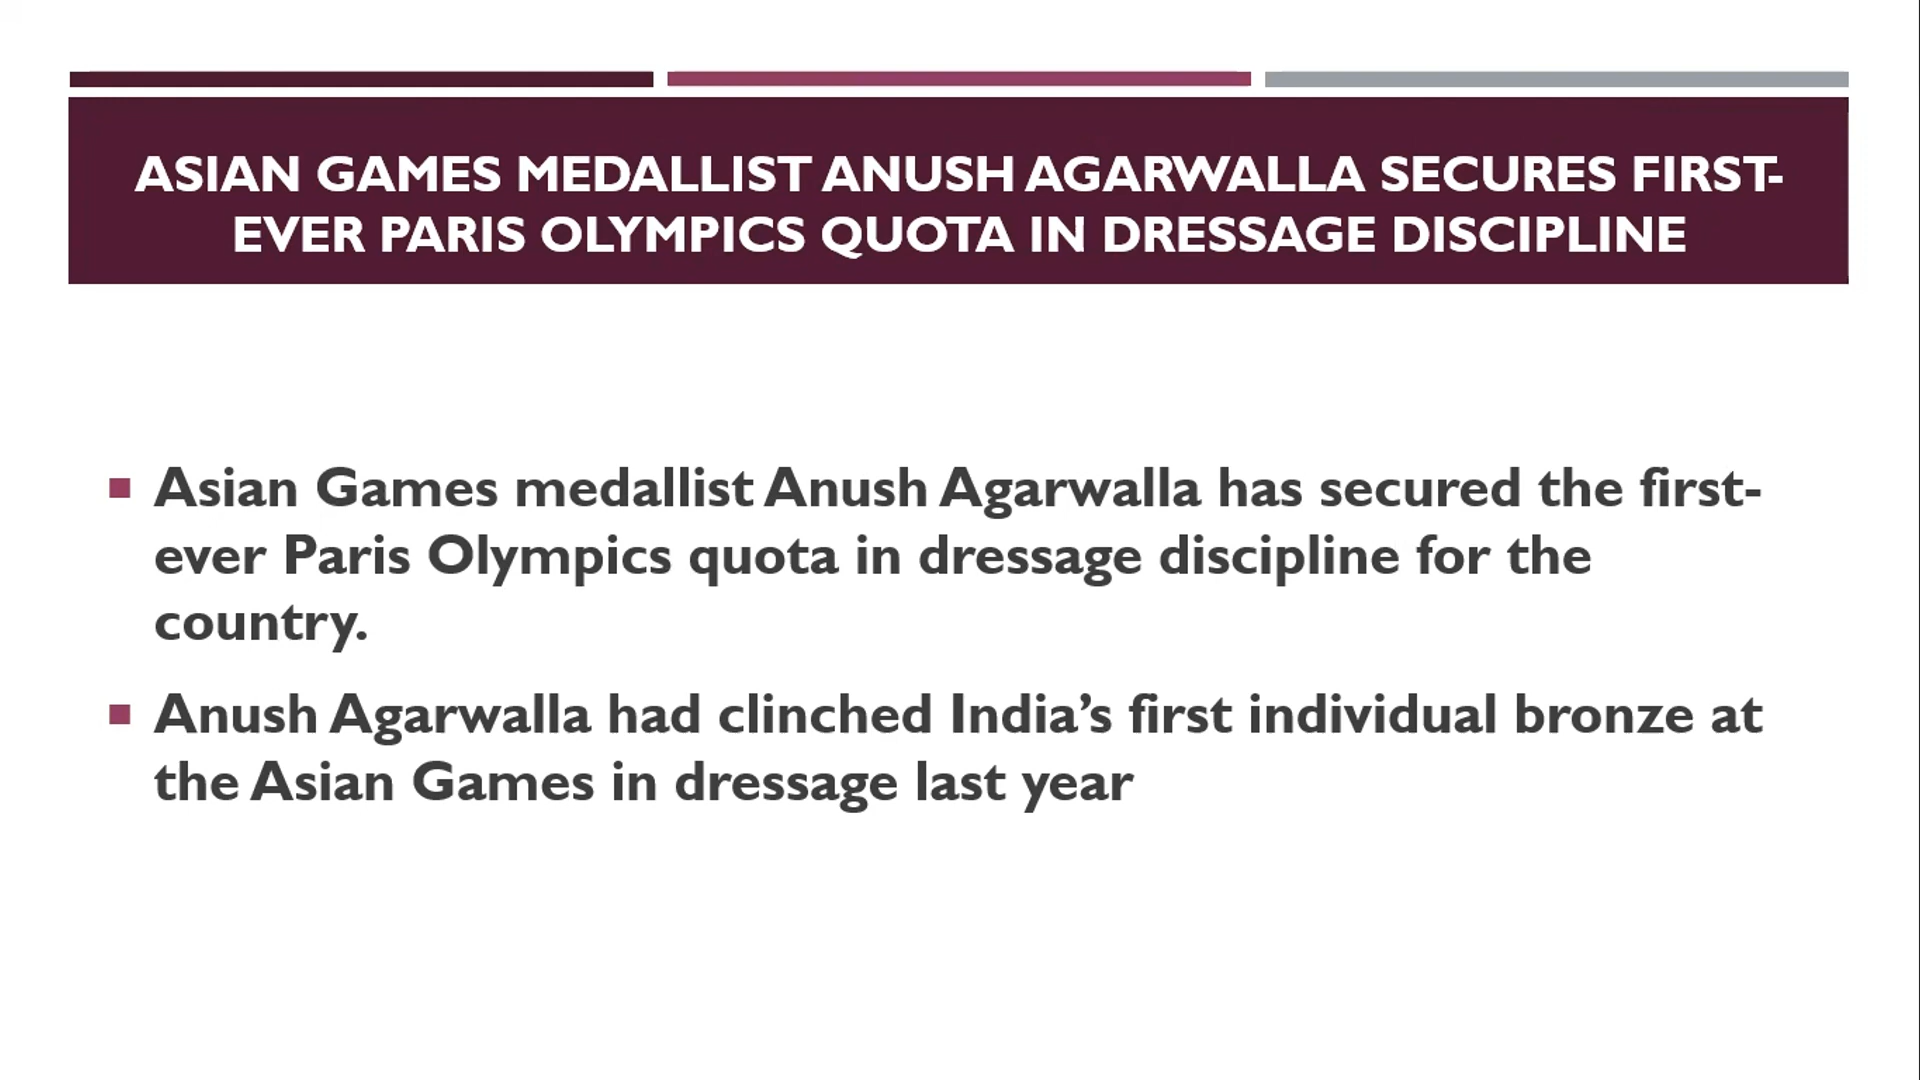 ASIAN GAMES MEDALLIST ANUSH AGARWALLA SECURES FIRST-
EVER PARIS OLYMPICS QUOTA IN DRESSAGE DISCIPLINE
Asian Games medallist Anush Agarwalla has secured the first-
ever Paris Olympics quota in dressage discipline for the
country.
Anush Agarwalla had clinched India’s first individual bronze at
the Asian Games in dressage last year